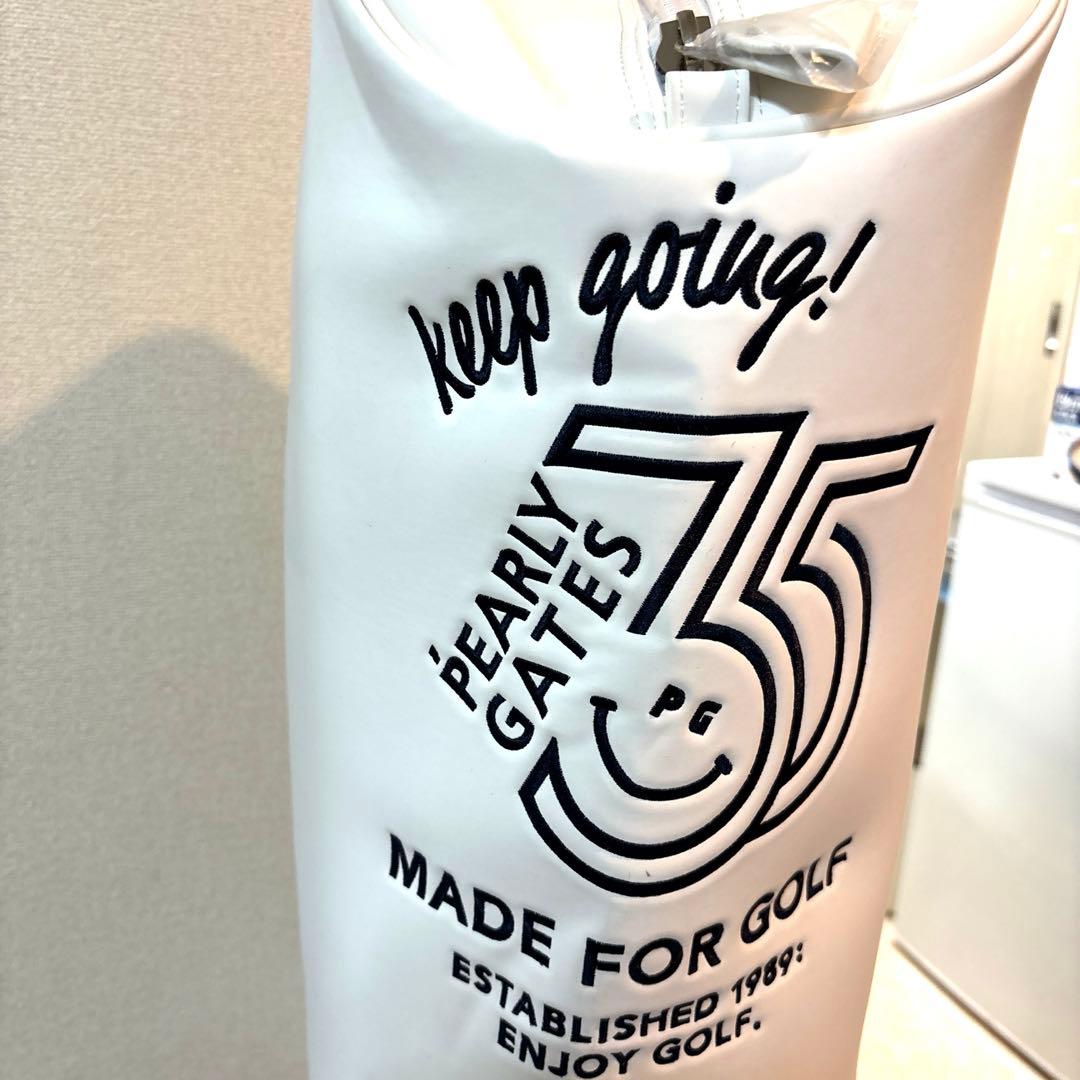 keep going!
35
PEARLY
GATES
PG
MADE FOR GOLF
ESTABLISHED 1989:
ENJOY GOLF.